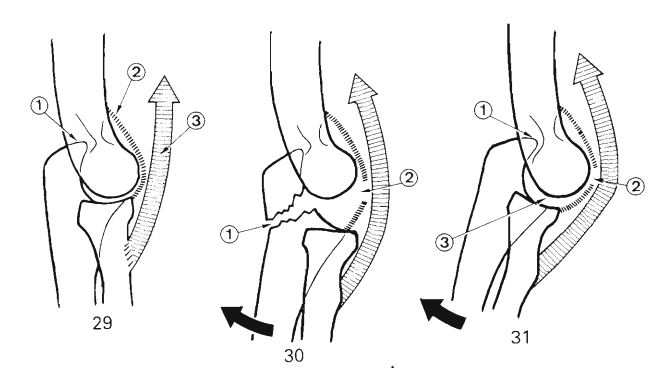 ① ② ③
29
① ②
30
① ② ③
31